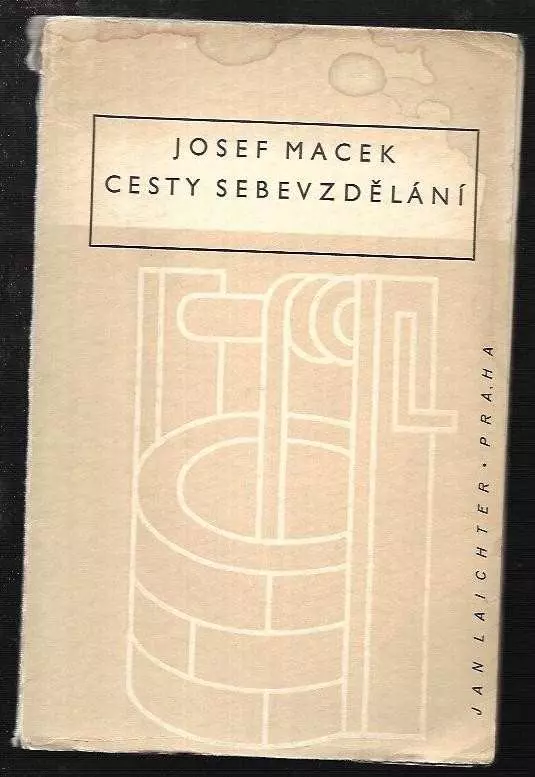 JOSEF MACEK
CESTY SEBEVZDĚLÁNÍ
JAN LAICHTER • PRAHA